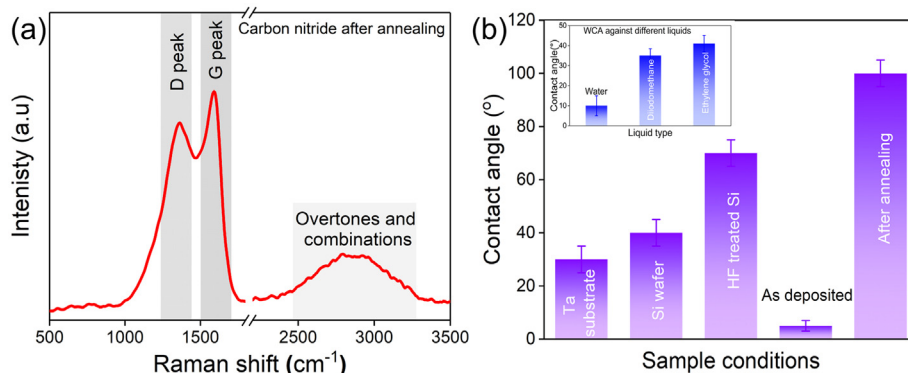 (a)
Carbon nitride after annealing
D peak
G peak
Overtones and
combinations
Intenisty (a.u)
500
1000
1500
2500
3000
3500
Raman shift (cm⁻¹)
(b)
120
100
80
60
40
20
0
Contact angle (°)
WCA against different liquids
50
40
30
20
10
0
Contact angle(°)
Water
Diiodomethane
Ethylene glycol
Liquid type
Ta
substrate
Si wafer
HF treated Si
As deposited
After annealing
Sample conditions